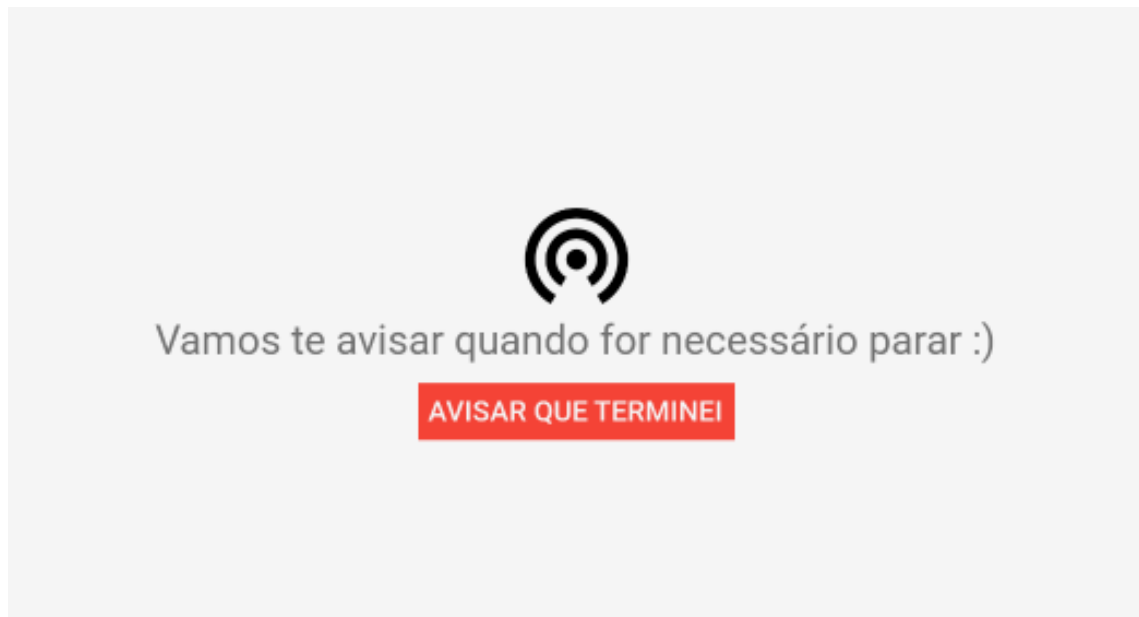 Vamos te avisar quando for necessário parar :)
AVISAR QUE TERMINEI